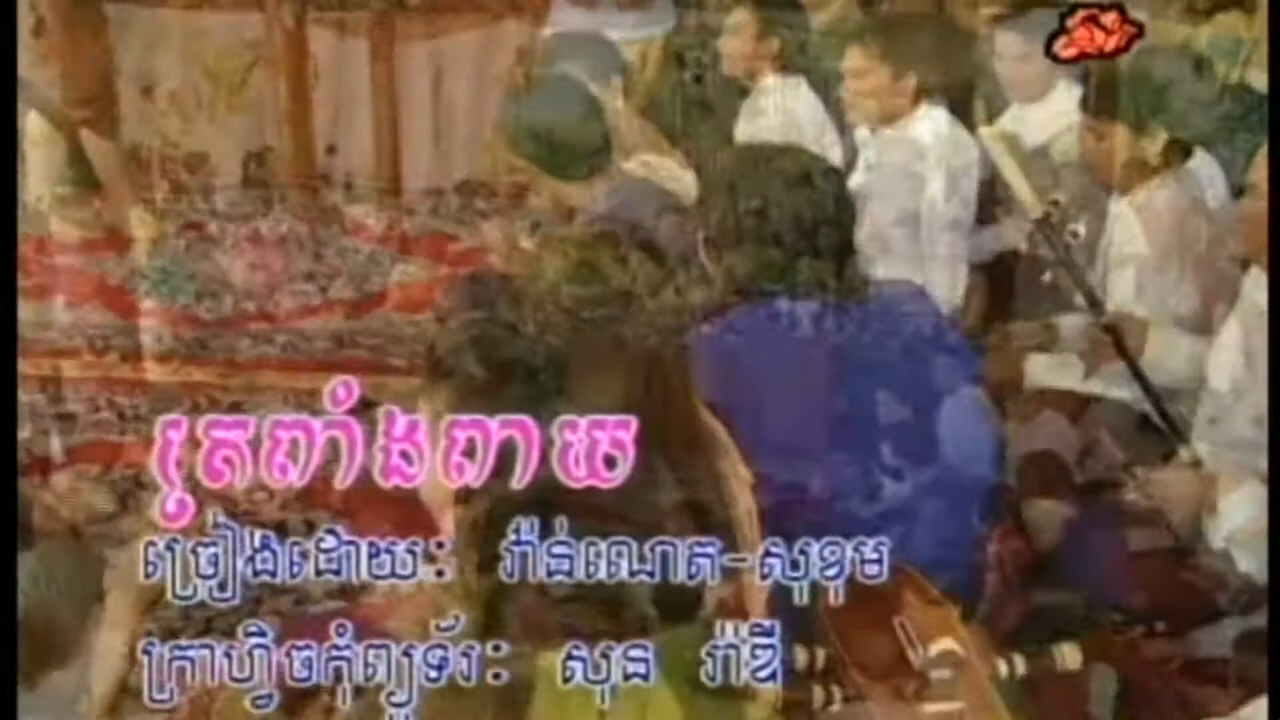 ត្រពាំងពាយ
ច្រៀងដោយៈ វ៉ាន់ណេត-សុខុម
ក្រាហ្វិចកុំព្យូទ័រៈ សុន រ៉ាឌី